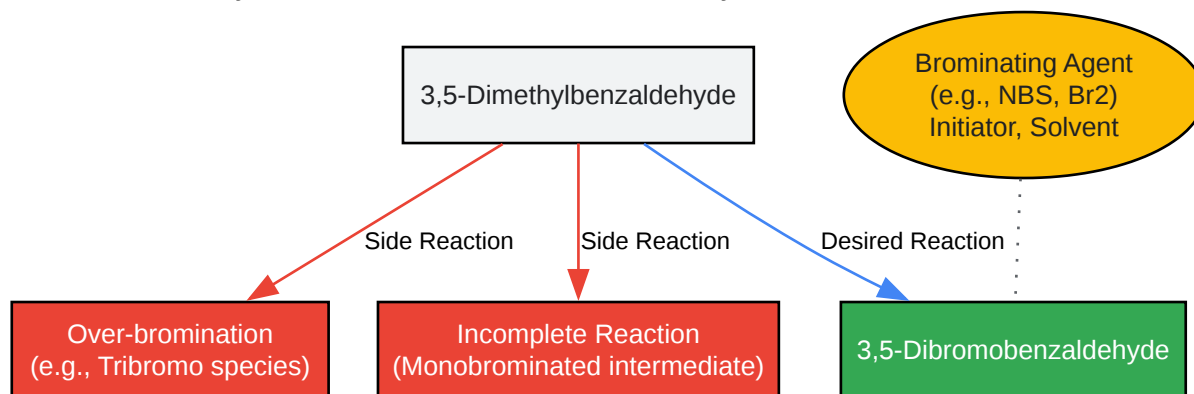 3,5-Dimethylbenzaldehyde
Brominating Agent
(e.g., NBS, Br2)
Initiator, Solvent
Side Reaction
Side Reaction
Desired Reaction
Over-bromination
(e.g., Tribromo species)
Incomplete Reaction
(Monobrominated intermediate)
3,5-Dibromobenzaldehyde